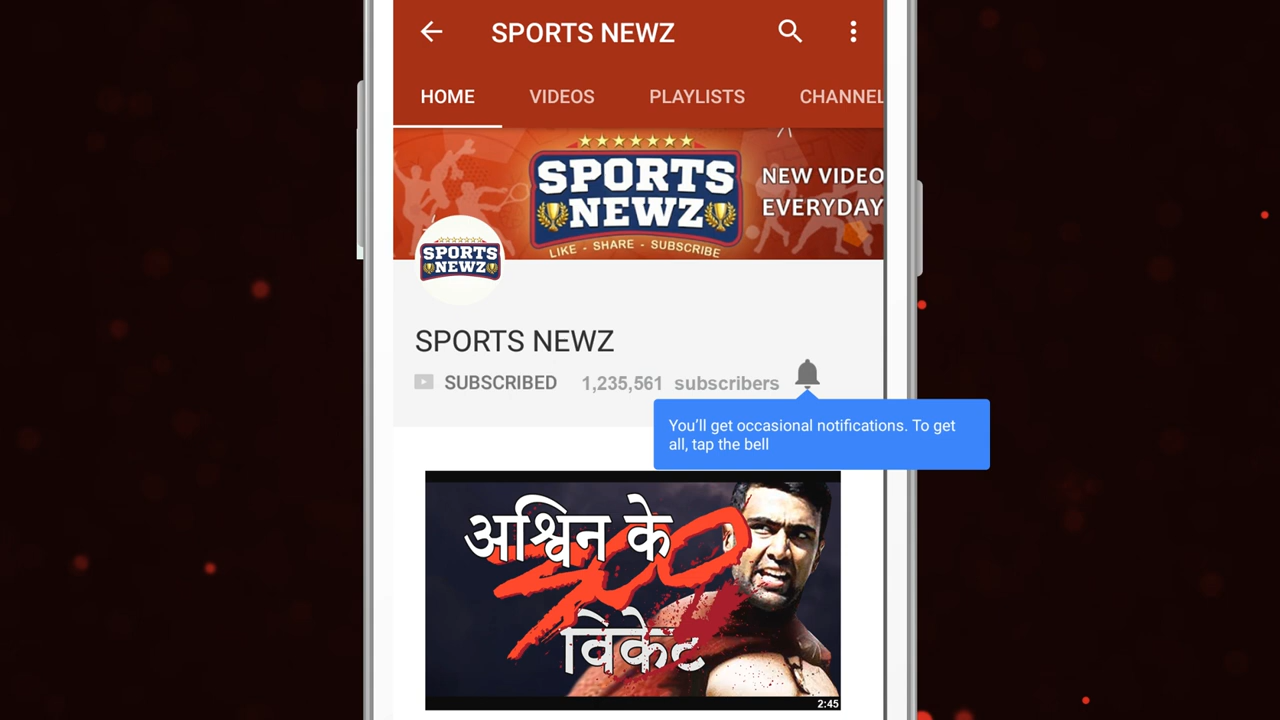 SPORTS NEWZ
HOME VIDEOS PLAYLISTS CHANNEL
SPORTS
NEWZ
LIKE - SHARE - SUBSCRIBE
NEW VIDEO
EVERYDAY
SPORTS
NEWZ
SPORTS NEWZ
SUBSCRIBED 1,235,561 subscribers
You’ll get occasional notifications. To get
all, tap the bell
अश्विन के
300
विकेट
2:45